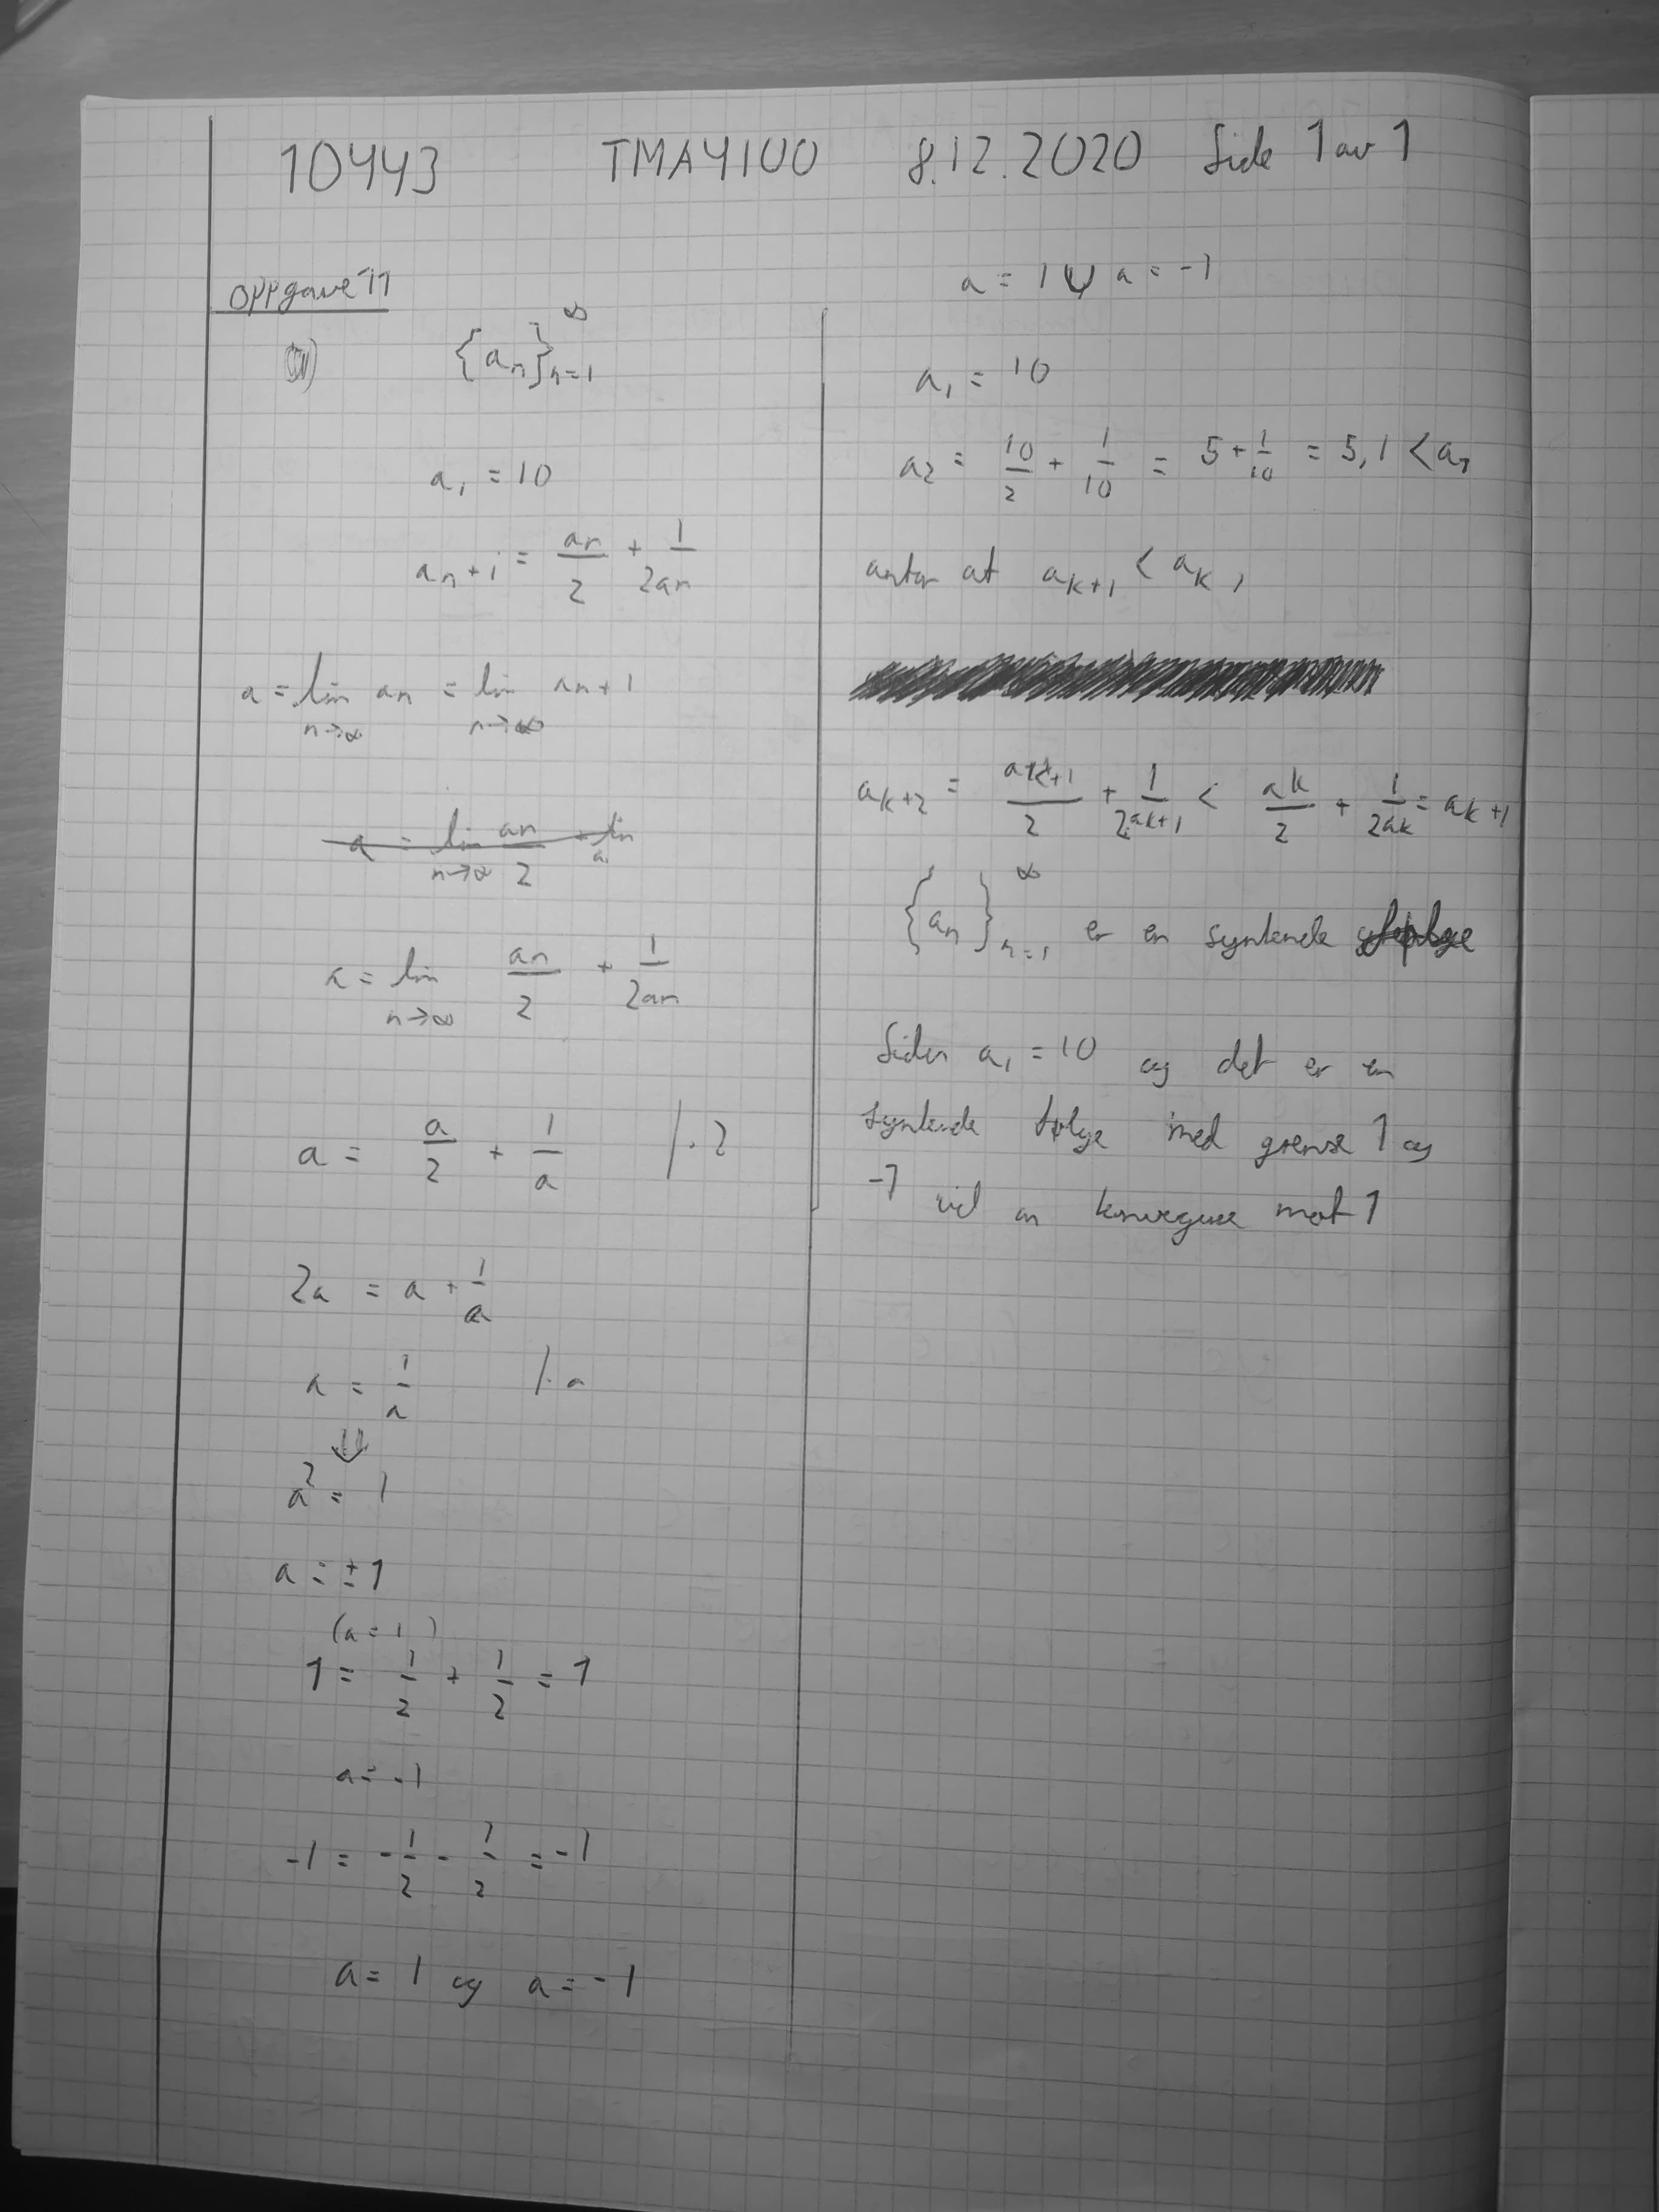 10443 TMA4100 8.12.2020 Side 1 av 1
Oppgave 11
{a_n}_{n=1}^∞
a_1 = 10
a_{n+1} = a_n/2 + 1/(2a_n)
a = lim_{n→∞} a_n = lim_{n→∞} a_{n+1}
a = lim_{n→∞} a_n/2 + lim
a = lim_{n→∞} a_n/2 + 1/(2a_n)
a = a/2 + 1/a |·2
2a = a + 1/a
a = 1/a |·a
⇓
a² = 1
a = ±1
(a = 1)
1 = 1/2 + 1/2 = 1
a = -1
-1 = -1/2 - 1/2 = -1
a = 1 og a = -1
a = 1 ∪ a = -1
a_1 = 10
a_2 = 10/2 + 1/10 = 5 + 1/10 = 5,1 < a_1
antar at a_{k+1} < a_k ,
a_{k+2} = a_{k+1}/2 + 1/(2a_{k+1}) < a_k/2 + 1/(2a_k) = a_{k+1}
{a_n}_{n=1}^∞ er en synkende følge
Siden a_1 = 10 og det er en
synkende følge med grense 1 og
-1 vil an konvergere mot 1